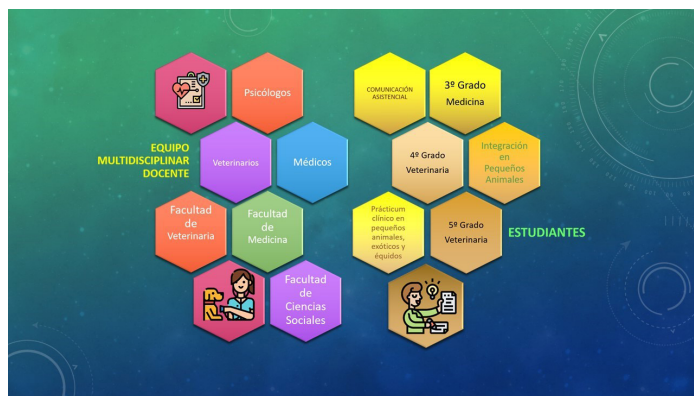 Psicólogos
EQUIPO
MULTIDISCIPLINAR
DOCENTE
Veterinarios
Médicos
Facultad
de
Veterinaria
Facultad
de
Medicina
Facultad
de
Ciencias
Sociales
COMUNICACIÓN
ASISTENCIAL
3º Grado
Medicina
4º Grado
Veterinaria
Integración
en
Pequeños
Animales
Prácticum
clínico en
pequeños
animales,
exóticos y
équidos
5º Grado
Veterinaria
ESTUDIANTES